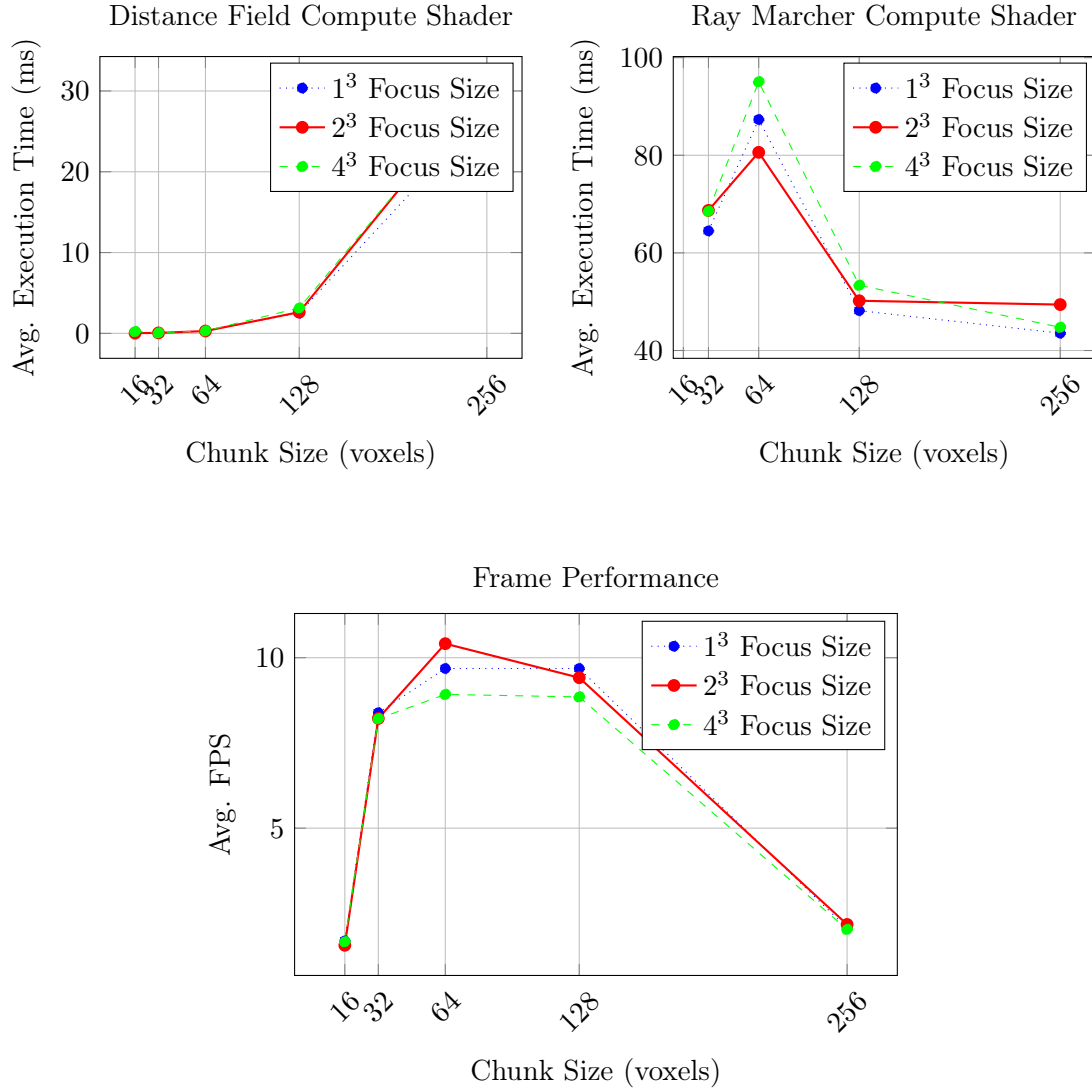 Distance Field Compute Shader
Avg. Execution Time (ms)
30
20
10
0
1³ Focus Size
2³ Focus Size
4³ Focus Size
16
32
64
128
256
Chunk Size (voxels)
Ray Marcher Compute Shader
Avg. Execution Time (ms)
100
80
60
40
1³ Focus Size
2³ Focus Size
4³ Focus Size
16
32
64
128
256
Chunk Size (voxels)
Frame Performance
Avg. FPS
10
5
1³ Focus Size
2³ Focus Size
4³ Focus Size
16
32
64
128
256
Chunk Size (voxels)